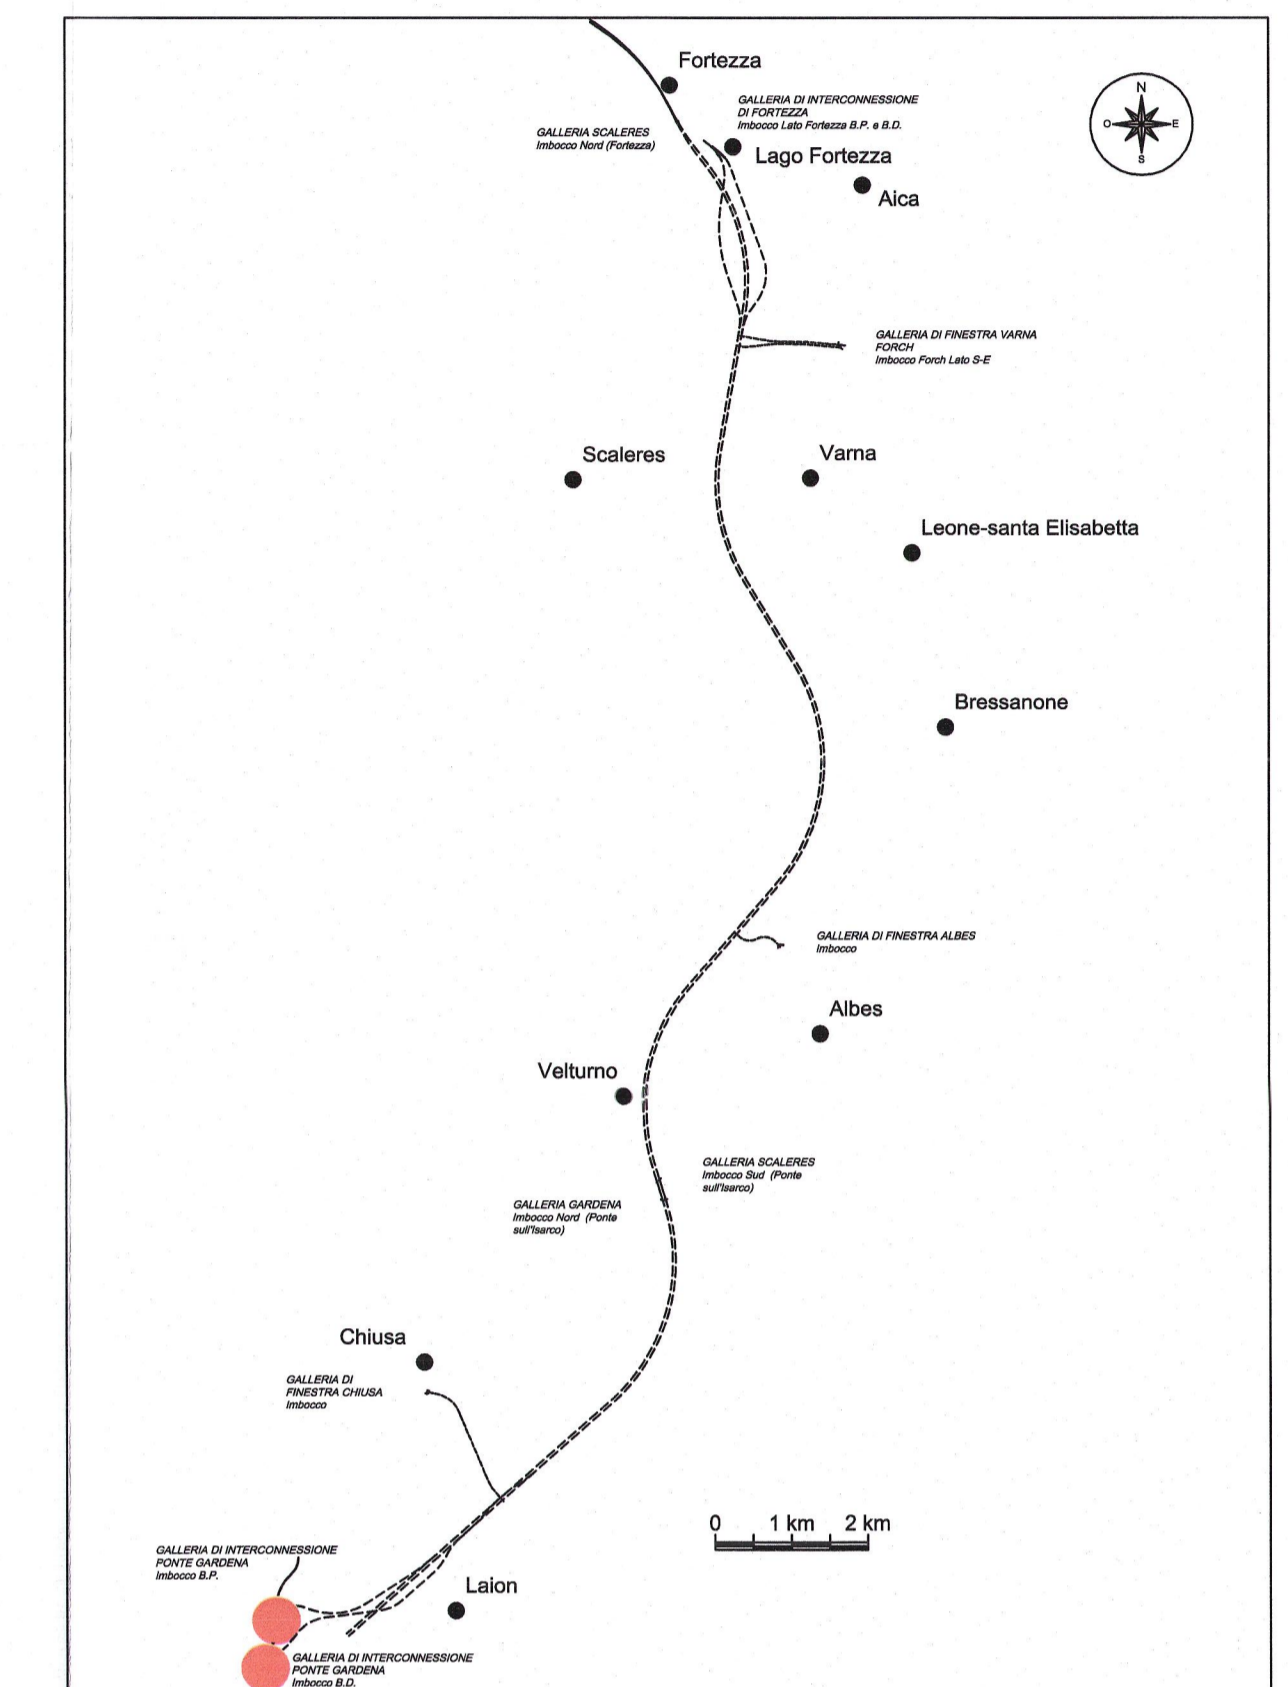 Fortezza
GALLERIA DI INTERCONNESSIONE
DI FORTEZZA
Imbocco Lato Fortezza B.P. e B.D.
N
O
E
S
GALLERIA SCALERES
Imbocco Nord (Fortezza)
Lago Fortezza
Aica
GALLERIA DI FINESTRA VARNA
FORCH
Imbocco Forch Lato S-E
Scaleres
Varna
Leone-santa Elisabetta
Bressanone
GALLERIA DI FINESTRA ALBES
Imbocco
Albes
Velturno
GALLERIA SCALERES
Imbocco Sud (Ponte
sull'Isarco)
GALLERIA GARDENA
Imbocco Nord (Ponte
sull'Isarco)
Chiusa
GALLERIA DI
FINESTRA CHIUSA
Imbocco
0 1 km 2 km
GALLERIA DI INTERCONNESSIONE
PONTE GARDENA
Imbocco B.P.
Laion
GALLERIA DI INTERCONNESSIONE
PONTE GARDENA
Imbocco B.D.